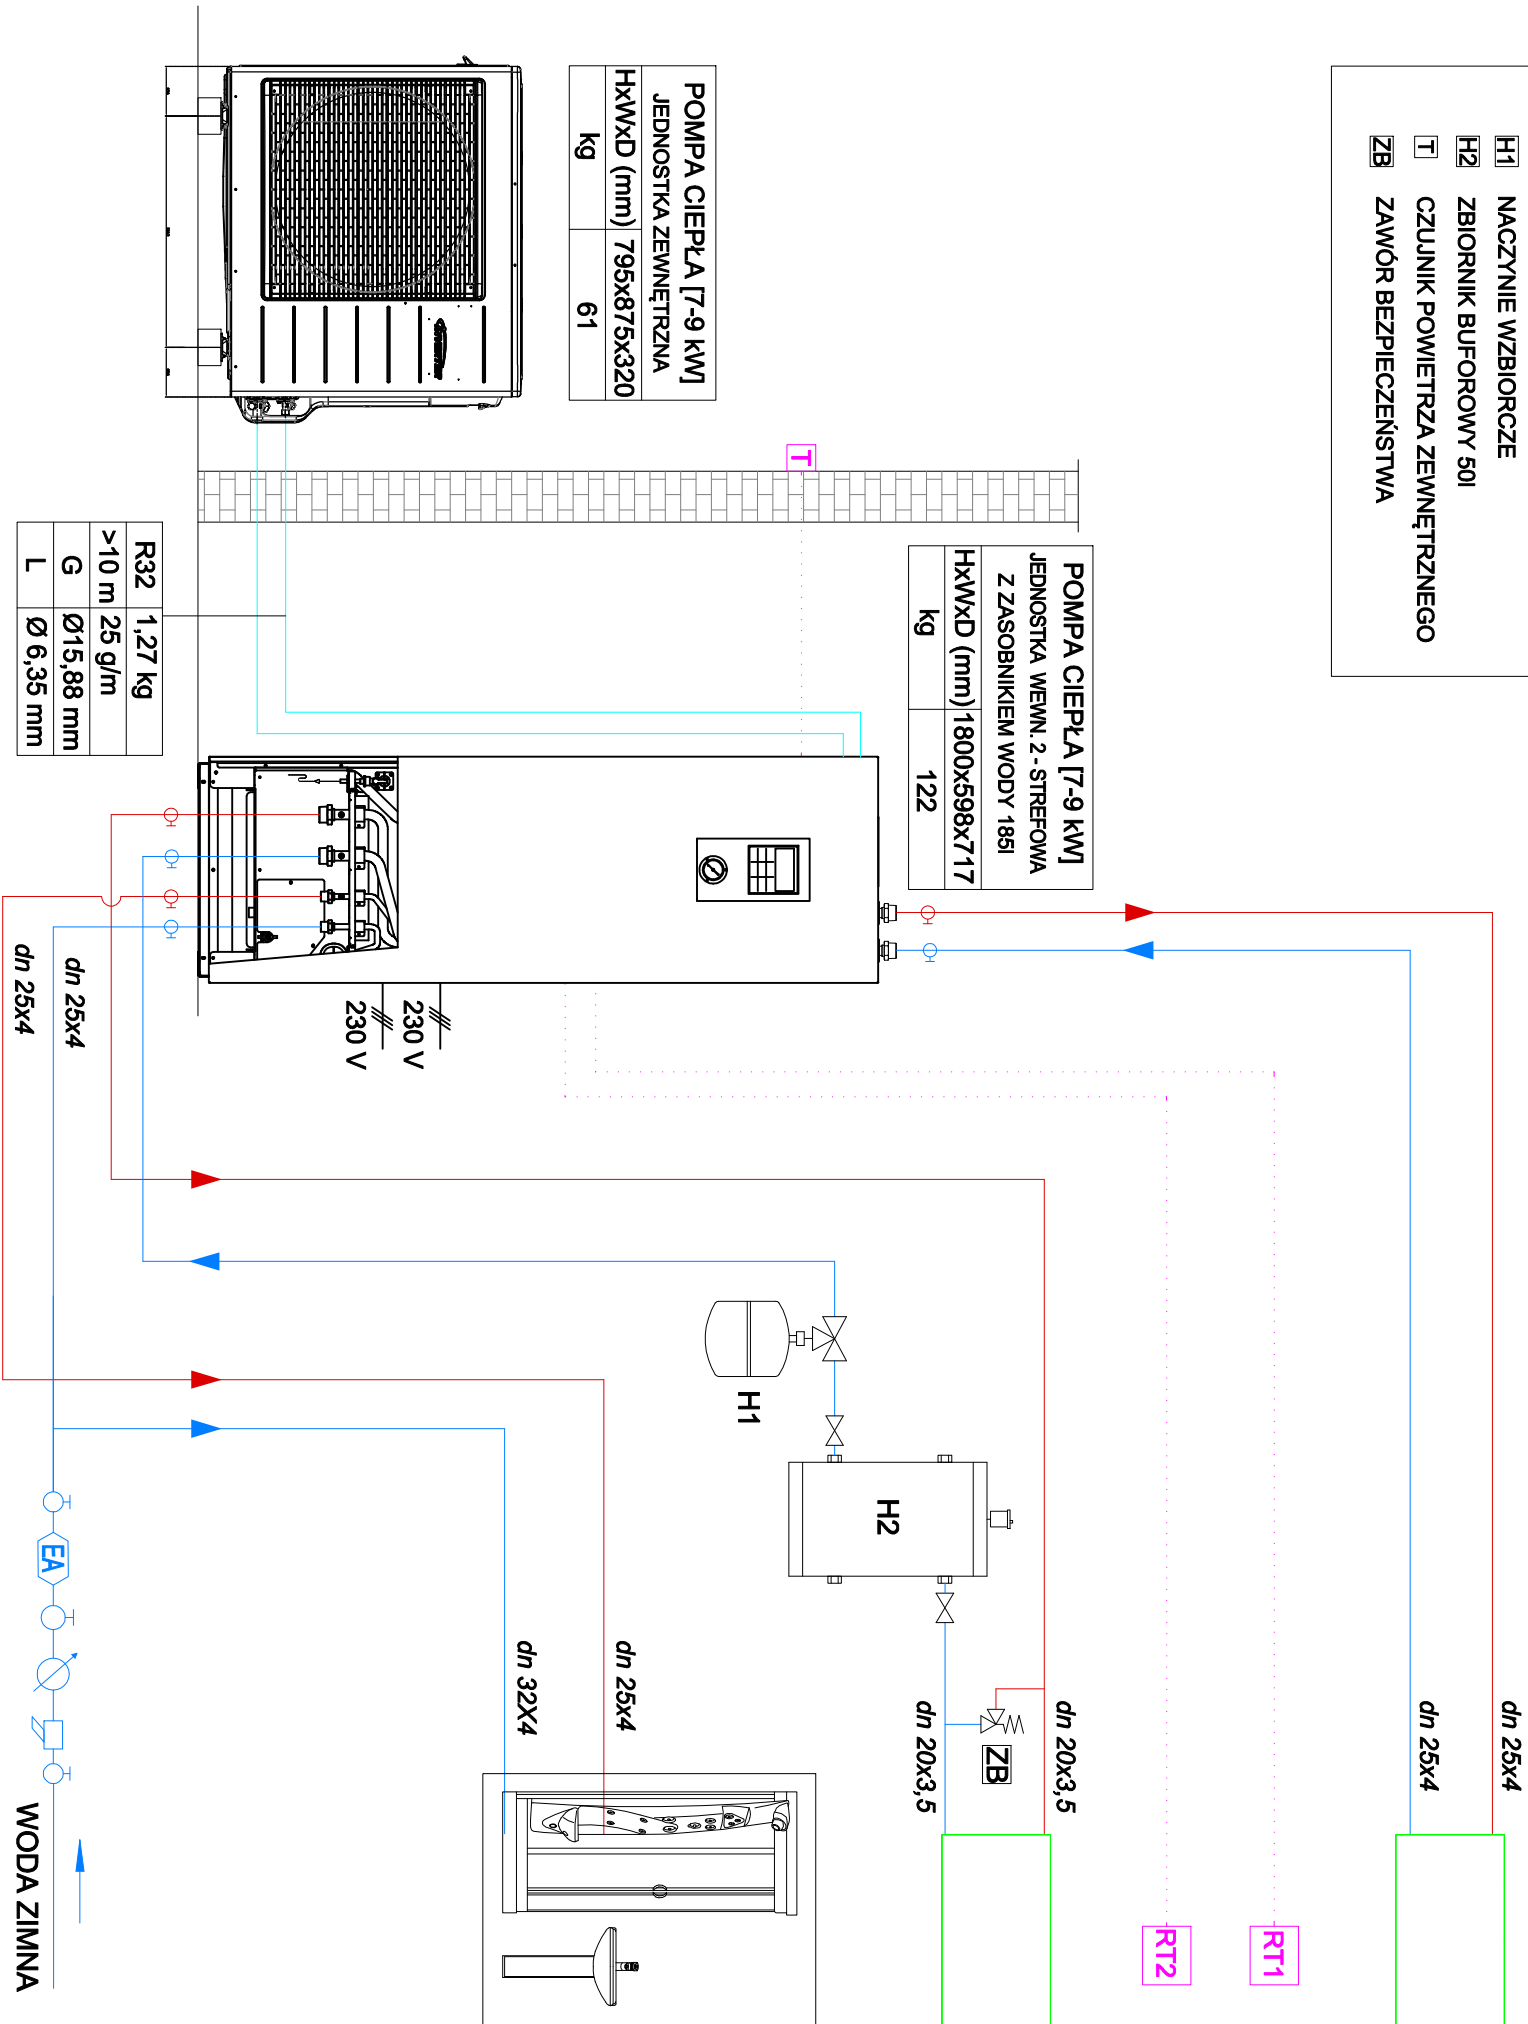 H1 NACZYNIE WZBIORCZE
H2 ZBIORNIK BUFOROWY 50l
T CZUJNIK POWIETRZA ZEWNĘTRZNEGO
ZB ZAWÓR BEZPIECZEŃSTWA
POMPA CIEPŁA [7-9 kW]
JEDNOSTKA ZEWNĘTRZNA
HxWxD (mm) 795x875x320
kg 61
T
POMPA CIEPŁA [7-9 kW]
JEDNOSTKA WEWN. 2 - STREFOWA
Z ZASOBNIKIEM WODY 185l
HxWxD (mm) 1800x598x717
kg 122
R32 1,27 kg
>10 m 25 g/m
G Ø15,88 mm
L Ø 6,35 mm
230 V
230 V
dn 25x4
dn 25x4
H1
H2
ZB
dn 25x4
dn 25x4
dn 20x3,5
dn 20x3,5
dn 25x4
dn 32X4
RT1
RT2
EA
WODA ZIMNA